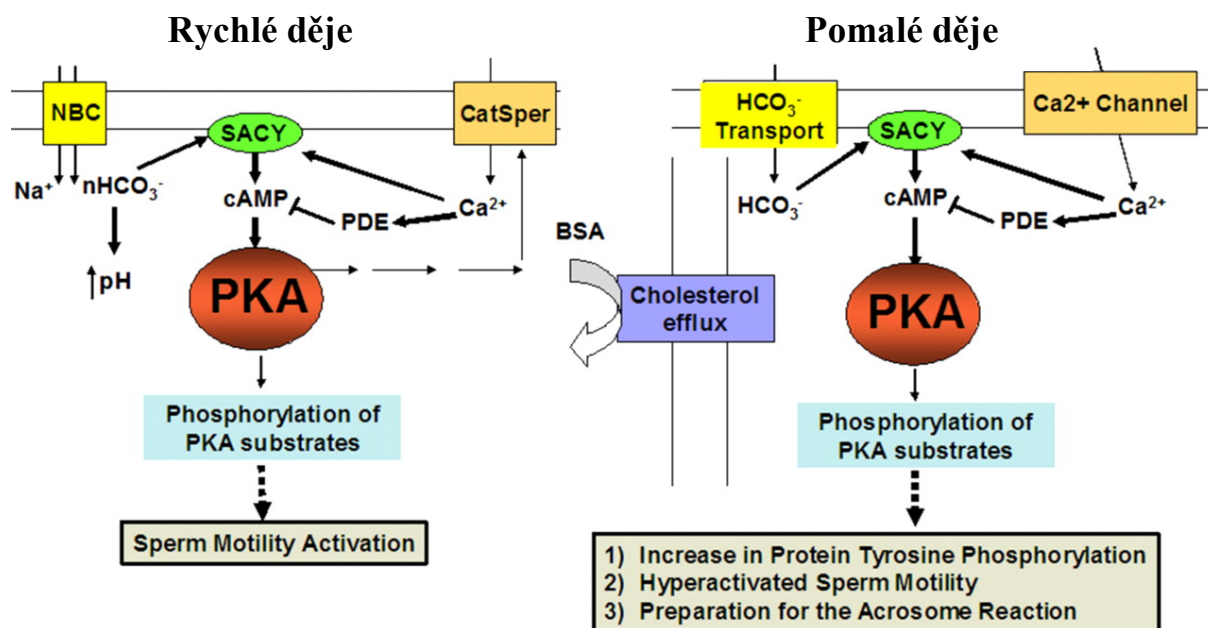 Rychlé děje
NBC
CatSper
SACY
Na⁺
nHCO₃⁻
cAMP
PDE
Ca²⁺
↑pH
PKA
Phosphorylation of
PKA substrates
Sperm Motility Activation
Pomalé děje
HCO₃⁻
Transport
Ca2+ Channel
SACY
HCO₃⁻
cAMP
PDE
Ca²⁺
BSA
Cholesterol
efflux
PKA
Phosphorylation of
PKA substrates
1) Increase in Protein Tyrosine Phosphorylation
2) Hyperactivated Sperm Motility
3) Preparation for the Acrosome Reaction